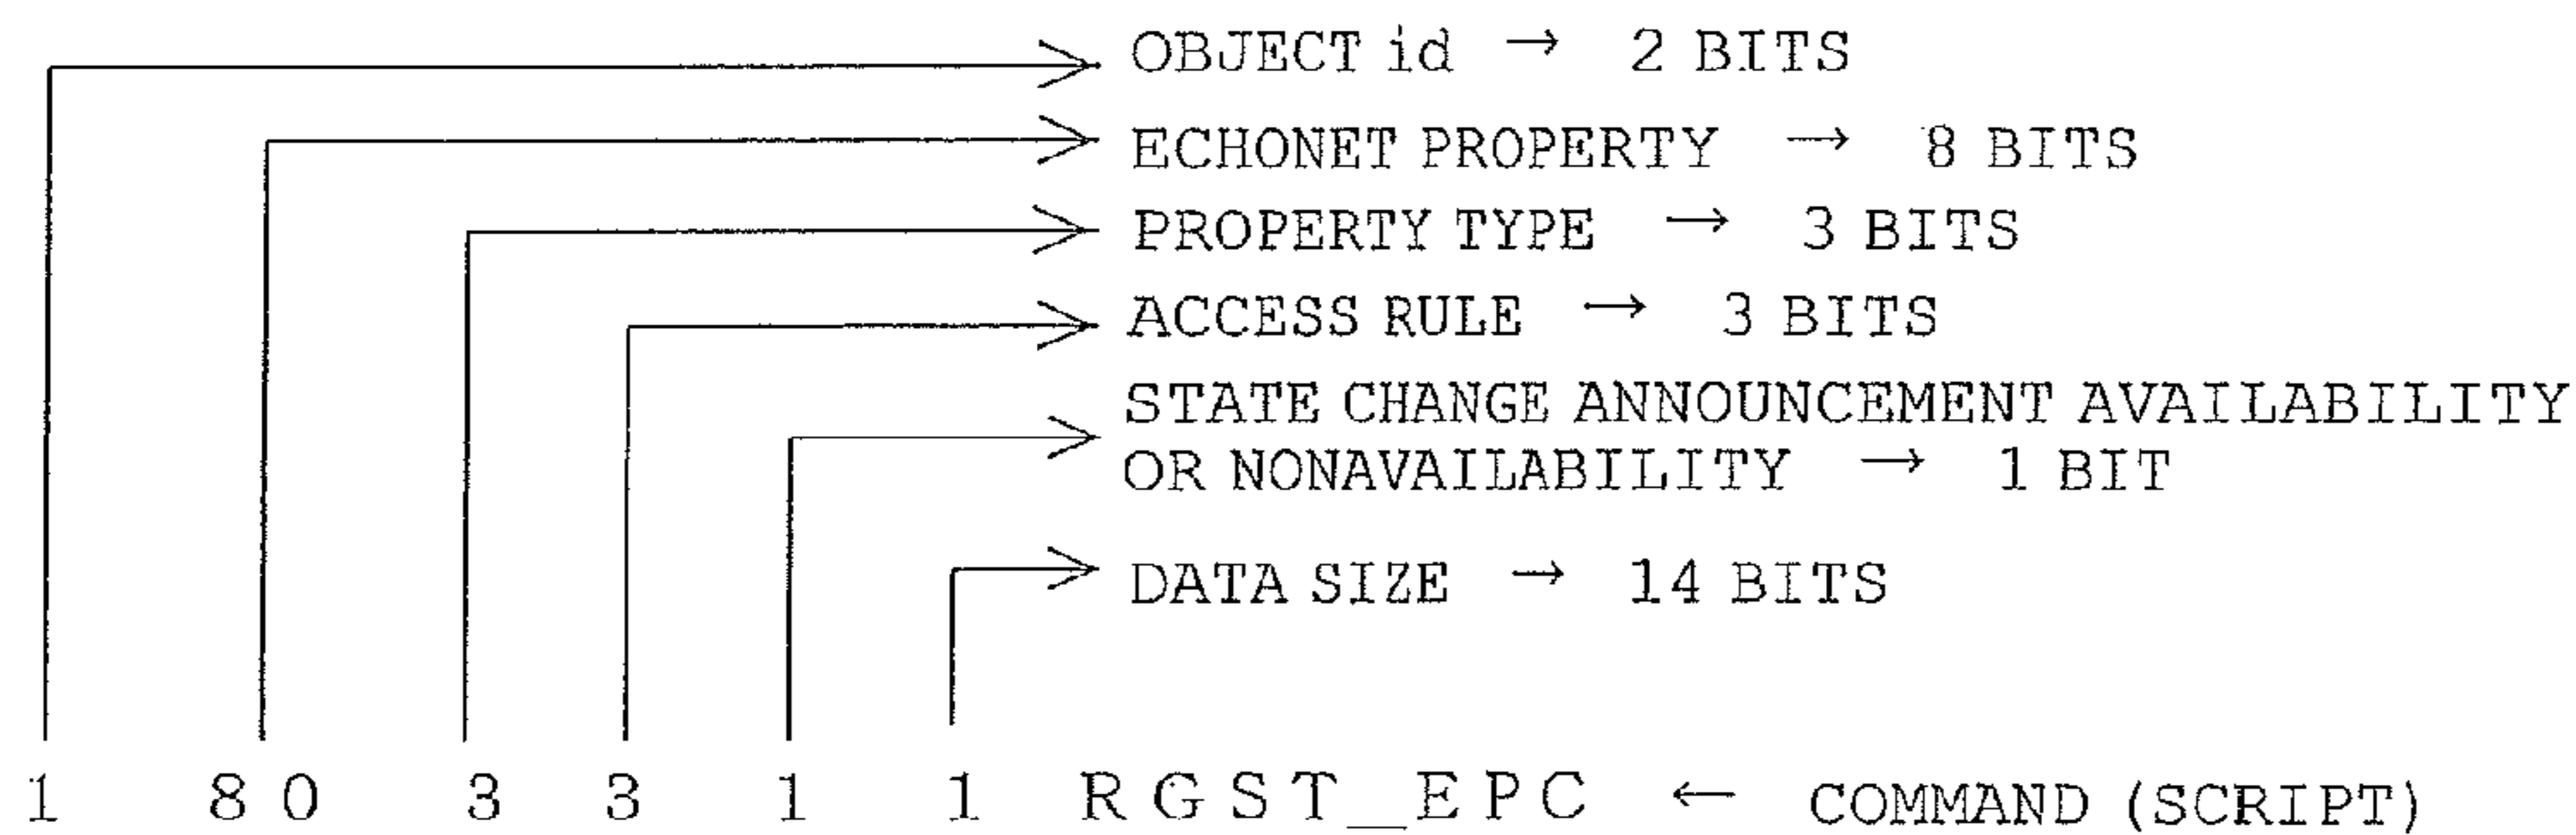 OBJECT id → 2 BITS
ECHONET PROPERTY → 8 BITS
PROPERTY TYPE → 3 BITS
ACCESS RULE → 3 BITS
STATE CHANGE ANNOUNCEMENT AVAILABILITY
OR NONAVAILABILITY → 1 BIT
DATA SIZE → 14 BITS
1 80 3 3 1 1 RGST_EPC ← COMMAND (SCRIPT)